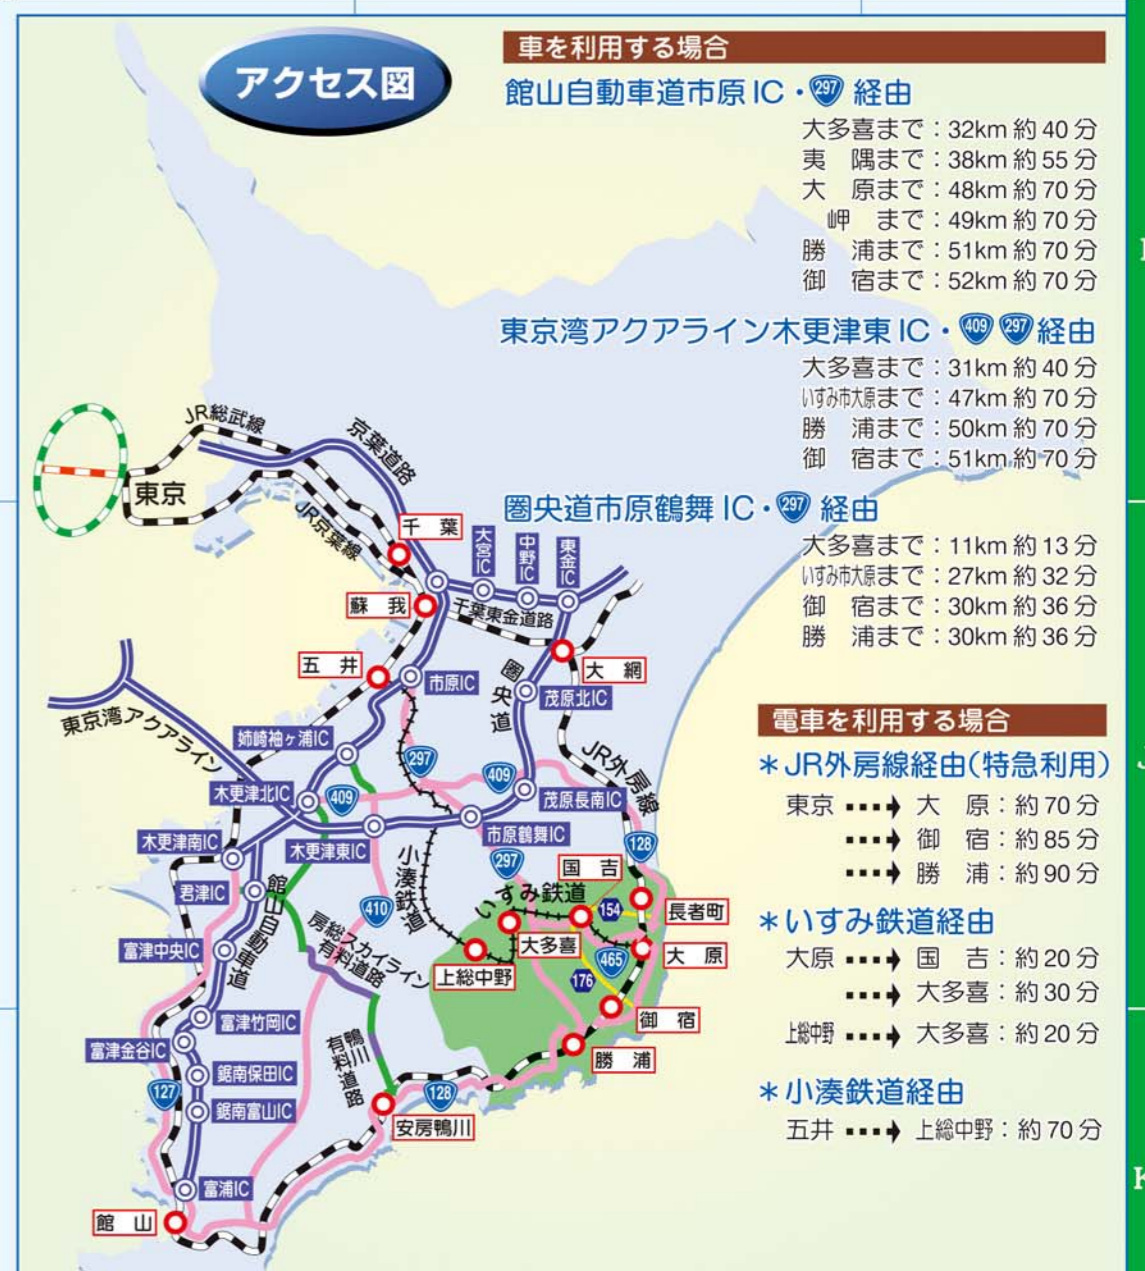 アクセス図
車を利用する場合
館山自動車道市原IC・297 経由
大多喜まで：32km 約40分
夷　隅まで：38km 約55分
大　原まで：48km 約70分
岬　まで：49km 約70分
勝　浦まで：51km 約70分
御　宿まで：52km 約70分
東京湾アクアライン木更津東IC・409 297 経由
大多喜まで：31km 約40分
いすみ市大原まで：47km 約70分
勝　浦まで：50km 約70分
御　宿まで：51km 約70分
圏央道市原鶴舞IC・297 経由
大多喜まで：11km 約13分
いすみ市大原まで：27km 約32分
御　宿まで：30km 約36分
勝　浦まで：30km 約36分
電車を利用する場合
＊JR外房線経由(特急利用)
東京 ····➔ 大　原：約70分
····➔ 御　宿：約85分
····➔ 勝　浦：約90分
＊いすみ鉄道経由
大原 ····➔ 国　吉：約20分
····➔ 大多喜：約30分
上総中野 ····➔ 大多喜：約20分
＊小湊鉄道経由
五井 ····➔ 上総中野：約70分
JR総武線
京葉道路
東京
JR京葉線
千　葉
大宮IC
中野IC
東金IC
蘇　我
千葉東金道路
五　井
市原IC
圏央道
大　網
茂原北IC
東京湾アクアライン
姉崎袖ヶ浦IC
297
409
JR外房線
木更津北IC
409
茂原長南IC
木更津南IC
木更津東IC
市原鶴舞IC
128
小湊鉄道
297
国　吉
君津IC
館山自動車道
410
いすみ鉄道
154
長者町
富津中央IC
房総スカイライン
有料道路
大多喜
465
大　原
上総中野
176
富津竹岡IC
御　宿
富津金谷IC
鴨川
有料道路
勝　浦
鋸南保田IC
127
128
鋸南富山IC
安房鴨川
富浦IC
館　山
J
K